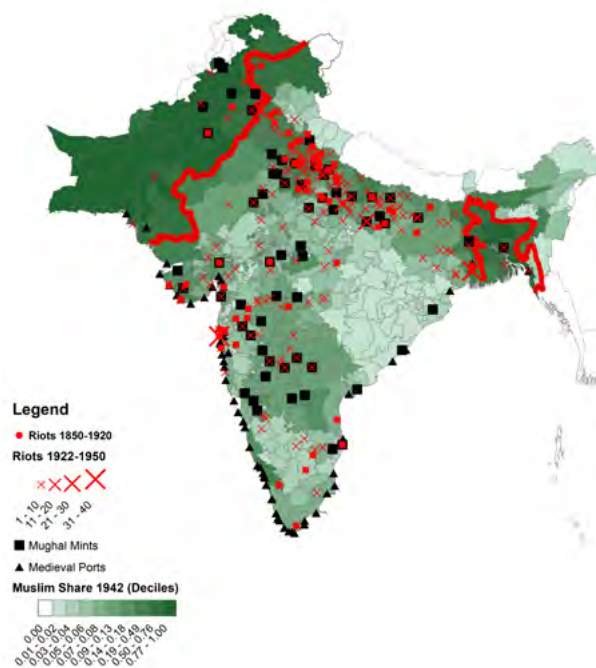 Legend
Riots 1850-1920
Riots 1922-1950
1 - 10
11 - 20
21 - 30
31 - 40
Mughal Mints
Medieval Ports
Muslim Share 1942 (Deciles)
0.00
0.01 - 0.02
0.03 - 0.04
0.05 - 0.06
0.07 - 0.08
0.09 - 0.13
0.14 - 0.18
0.19 - 0.49
0.50 - 0.76
0.77 - 1.00